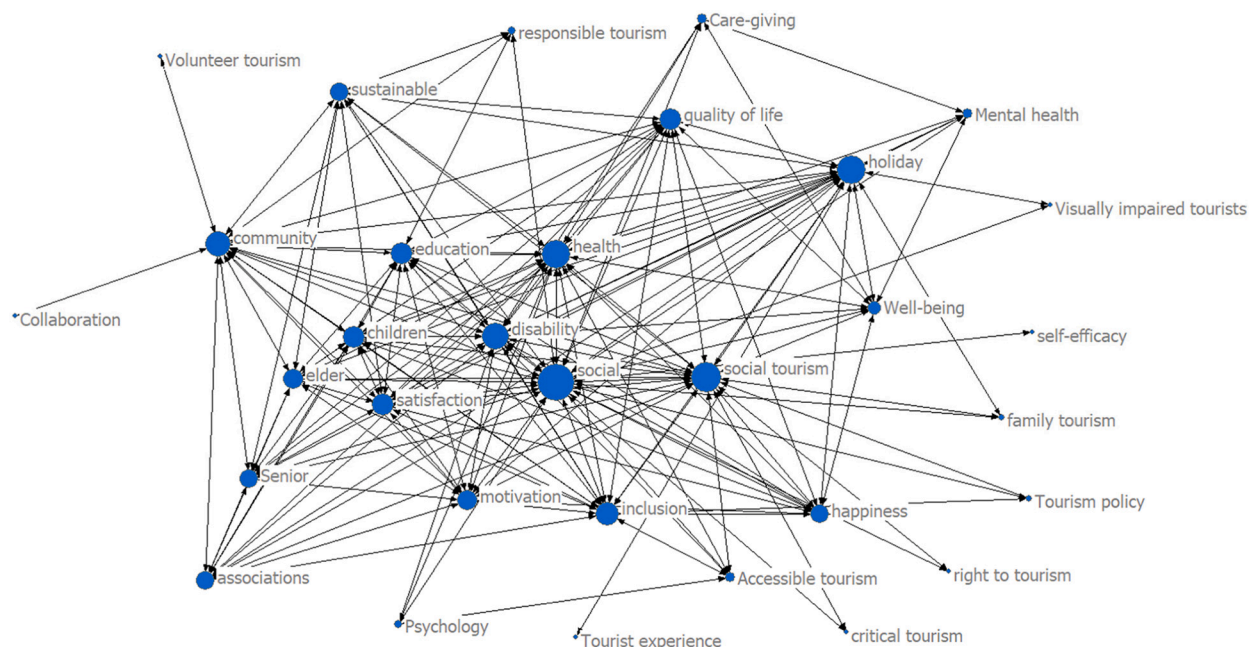 Care-giving
responsible tourism
Volunteer tourism
sustainable
quality of life
Mental health
holiday
Visually impaired tourists
community
education
health
Well-being
Collaboration
children
disability
self-efficacy
elder
social
social tourism
satisfaction
family tourism
Senior
motivation
inclusion
happiness
Tourism policy
associations
Accessible tourism
right to tourism
Psychology
Tourist experience
critical tourism